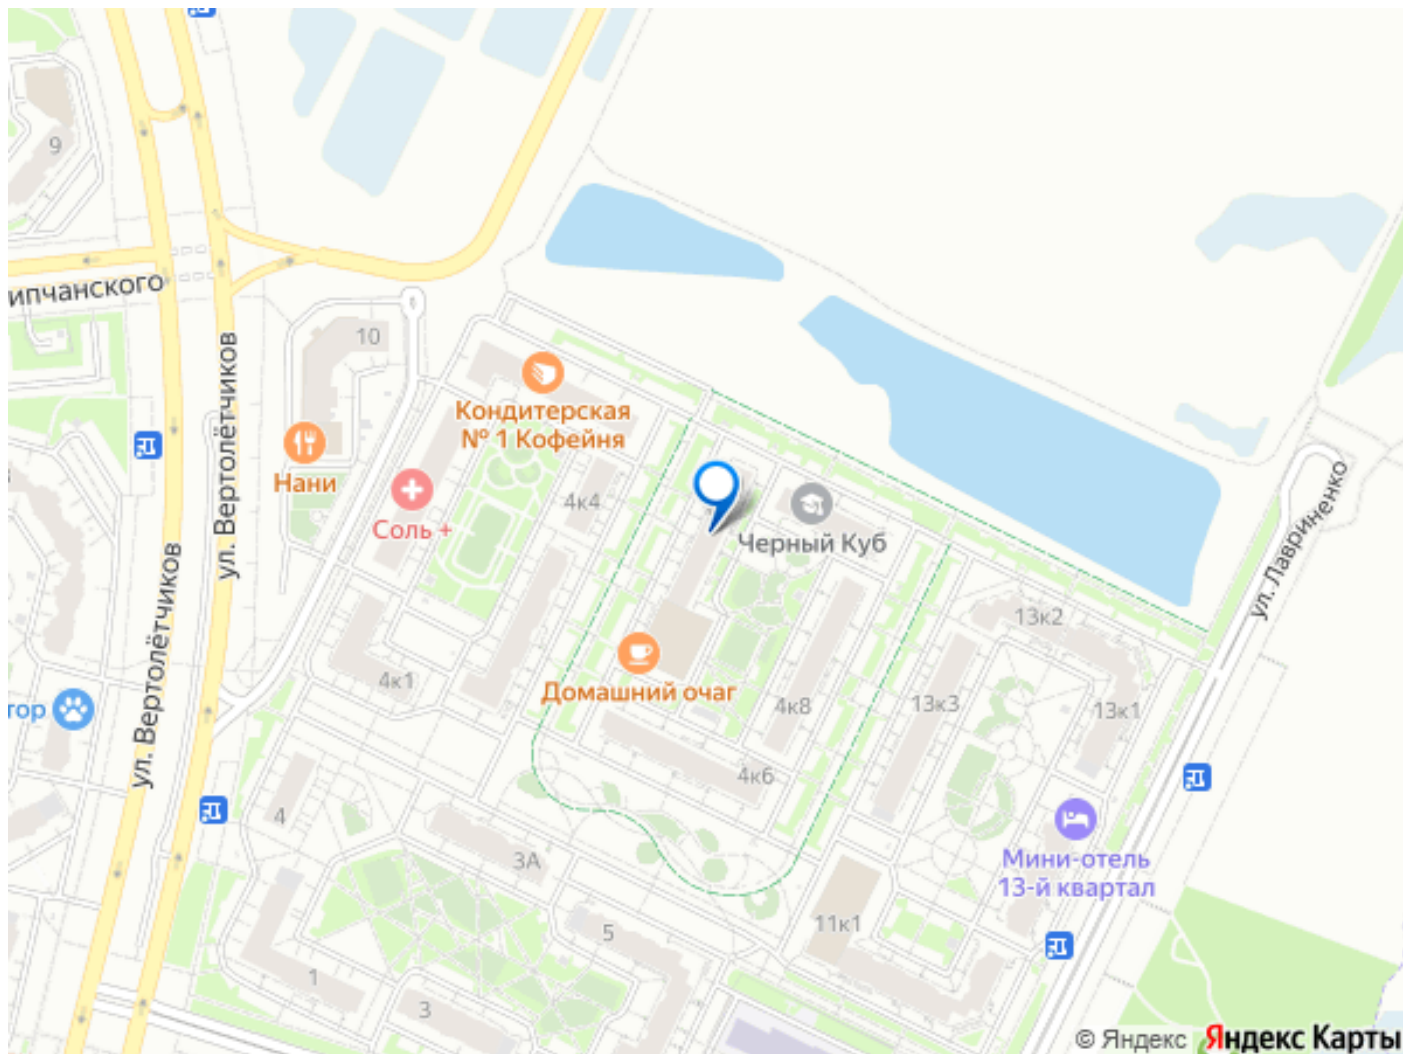 9
ипчанского
ул. Вертолётчиков
10
Кондитерская
№ 1 Кофейня
Нани
4к4
Соль +
Черный Куб
ул. Лавриненко
ул. Вертолётчиков
13к2
4к1
Домашний очаг
тор
4к8
13к3
13к1
4к6
4
3А
Мини-отель
13-й квартал
11к1
5
1
3
© Яндекс Яндекс Карты